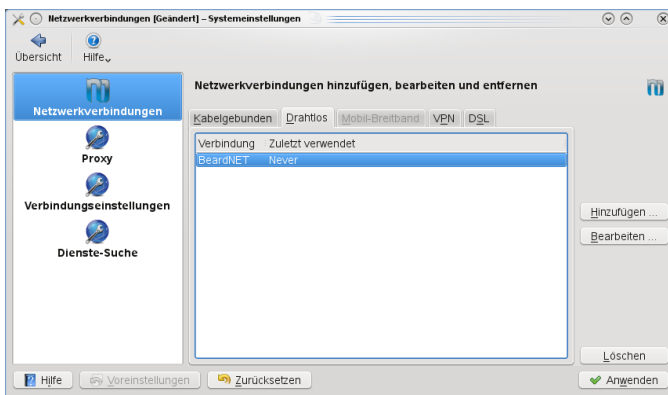 Netzwerkverbindungen [Geändert] – Systemeinstellungen
Übersicht Hilfe
Netzwerkverbindungen
Proxy
Verbindungseinstellungen
Dienste-Suche
Netzwerkverbindungen hinzufügen, bearbeiten und entfernen
Kabelgebunden Drahtlos Mobil-Breitband VPN DSL
Verbindung Zuletzt verwendet
BeardNET Never
Hinzufügen ...
Bearbeiten ...
Löschen
Hilfe Voreinstellungen Zurücksetzen Anwenden